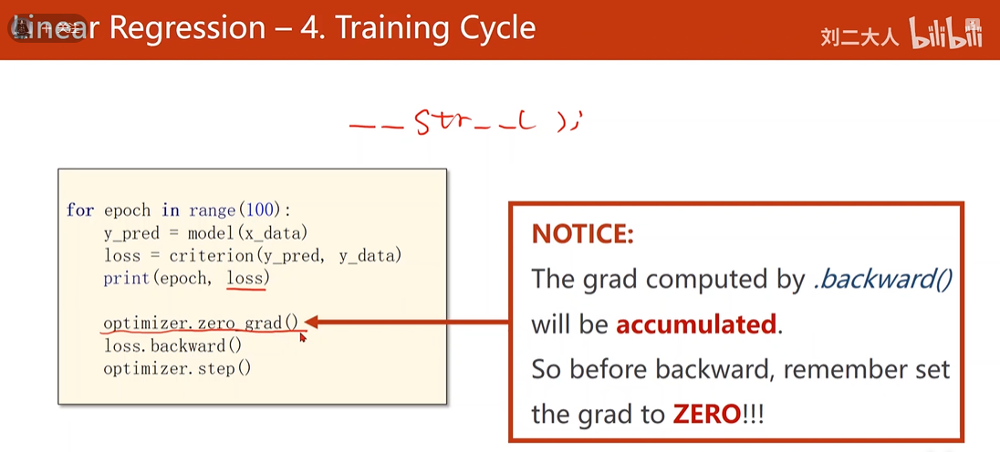 Linear Regression – 4. Training Cycle
+ 关注
刘二大人 bilibili
__str__( );
for epoch in range(100):
y_pred = model(x_data)
loss = criterion(y_pred, y_data)
print(epoch, loss)
optimizer.zero_grad()
loss.backward()
optimizer.step()
NOTICE:
The grad computed by .backward()
will be accumulated.
So before backward, remember set
the grad to ZERO!!!